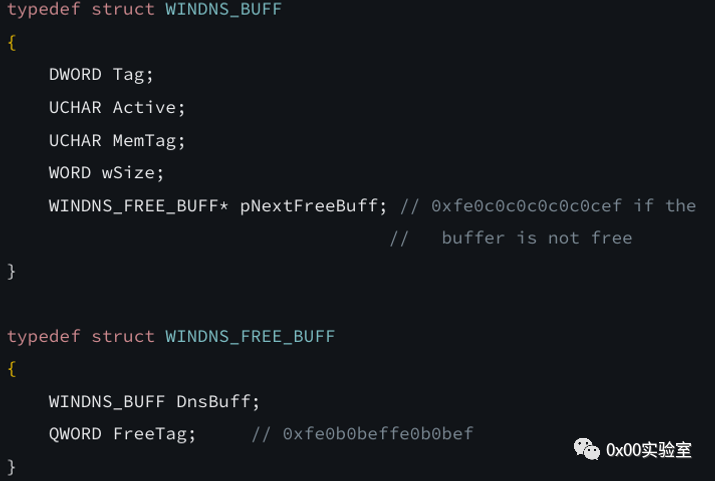 typedef struct WINDNS_BUFF
{
    DWORD Tag;
    UCHAR Active;
    UCHAR MemTag;
    WORD wSize;
    WINDNS_FREE_BUFF* pNextFreeBuff; // 0xfe0c0c0c0c0c0cef if the
                                     //   buffer is not free
}

typedef struct WINDNS_FREE_BUFF
{
    WINDNS_BUFF DnsBuff;
    QWORD FreeTag;     // 0xfe0b0beffe0b0bef
}
0x00实验室